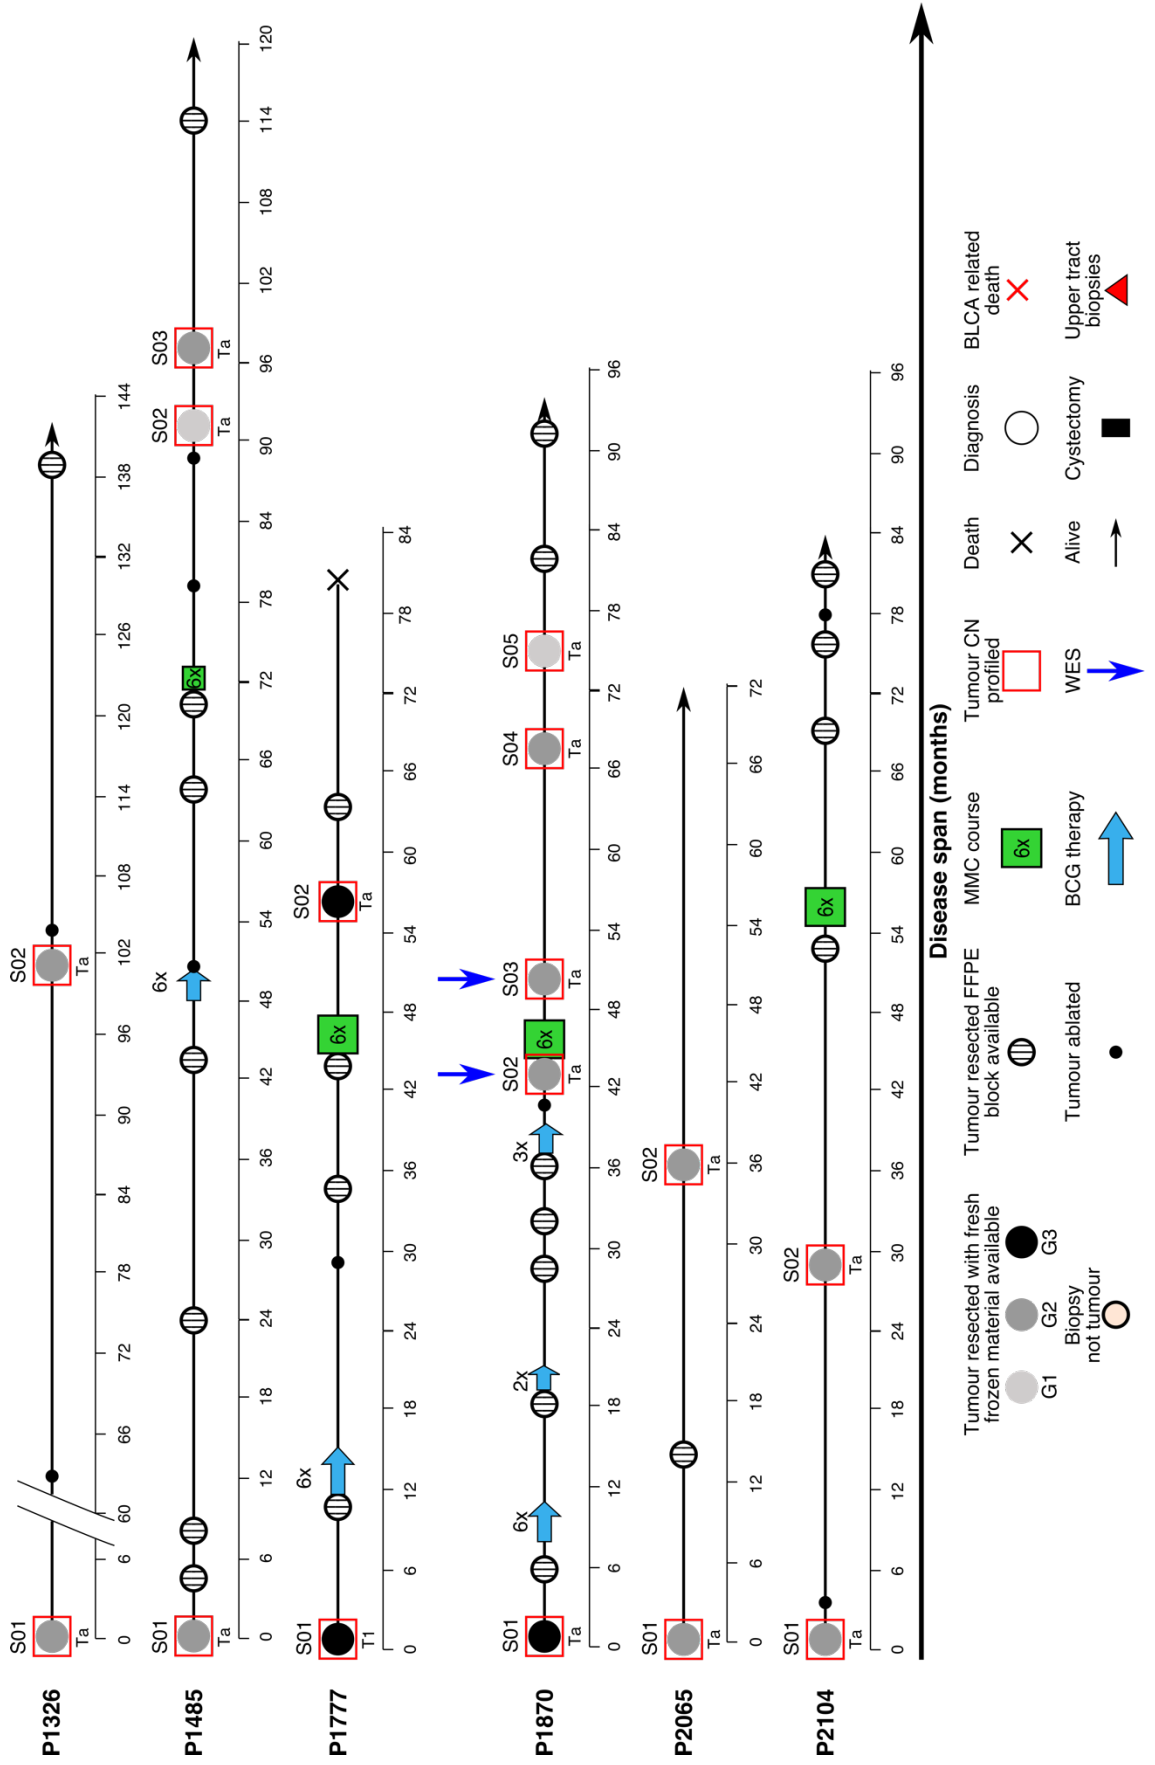 P1326
S01
S02
Ta
Ta
0
6
60
66
72
78
84
90
96
102
108
114
120
126
132
138
144
P1485
S01
6x
6x
S02
S03
Ta
Ta
Ta
0
6
12
18
24
30
36
42
48
54
60
66
72
78
84
90
96
102
108
114
120
P1777
S01
6x
6x
S02
T1
Ta
0
6
12
18
24
30
36
42
48
54
60
66
72
78
84
P1870
S01
6x
2x
3x
S02
6x
S03
S04
S05
Ta
Ta
Ta
Ta
Ta
0
6
12
18
24
30
36
42
48
54
60
66
72
78
84
90
96
P2065
S01
S02
Ta
Ta
0
6
12
18
24
30
36
42
48
54
60
66
72
P2104
S01
S02
6x
Ta
Ta
0
6
12
18
24
30
36
42
48
54
60
66
72
78
84
90
96
Disease span (months)
Tumour resected with fresh
frozen material available
G1
G2
G3
Tumour resected FFPE
block available
MMC course
6x
Tumour CN
profiled
Death
Diagnosis
BLCA related
death
Biopsy
not tumour
Tumour ablated
BCG therapy
WES
Alive
Cystectomy
Upper tract
biopsies